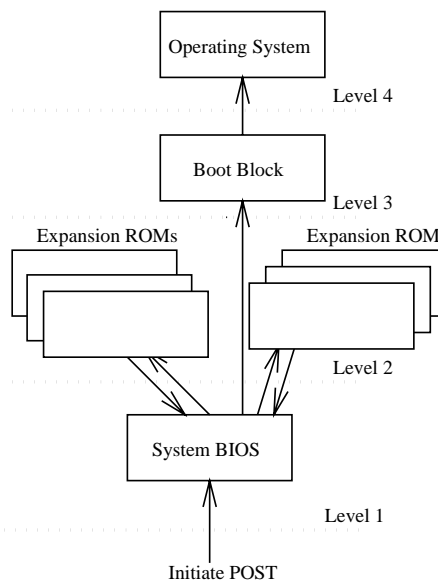 Operating System
Level 4
Boot Block
Level 3
Expansion ROMs
Expansion ROM
Level 2
System BIOS
Level 1
Initiate POST